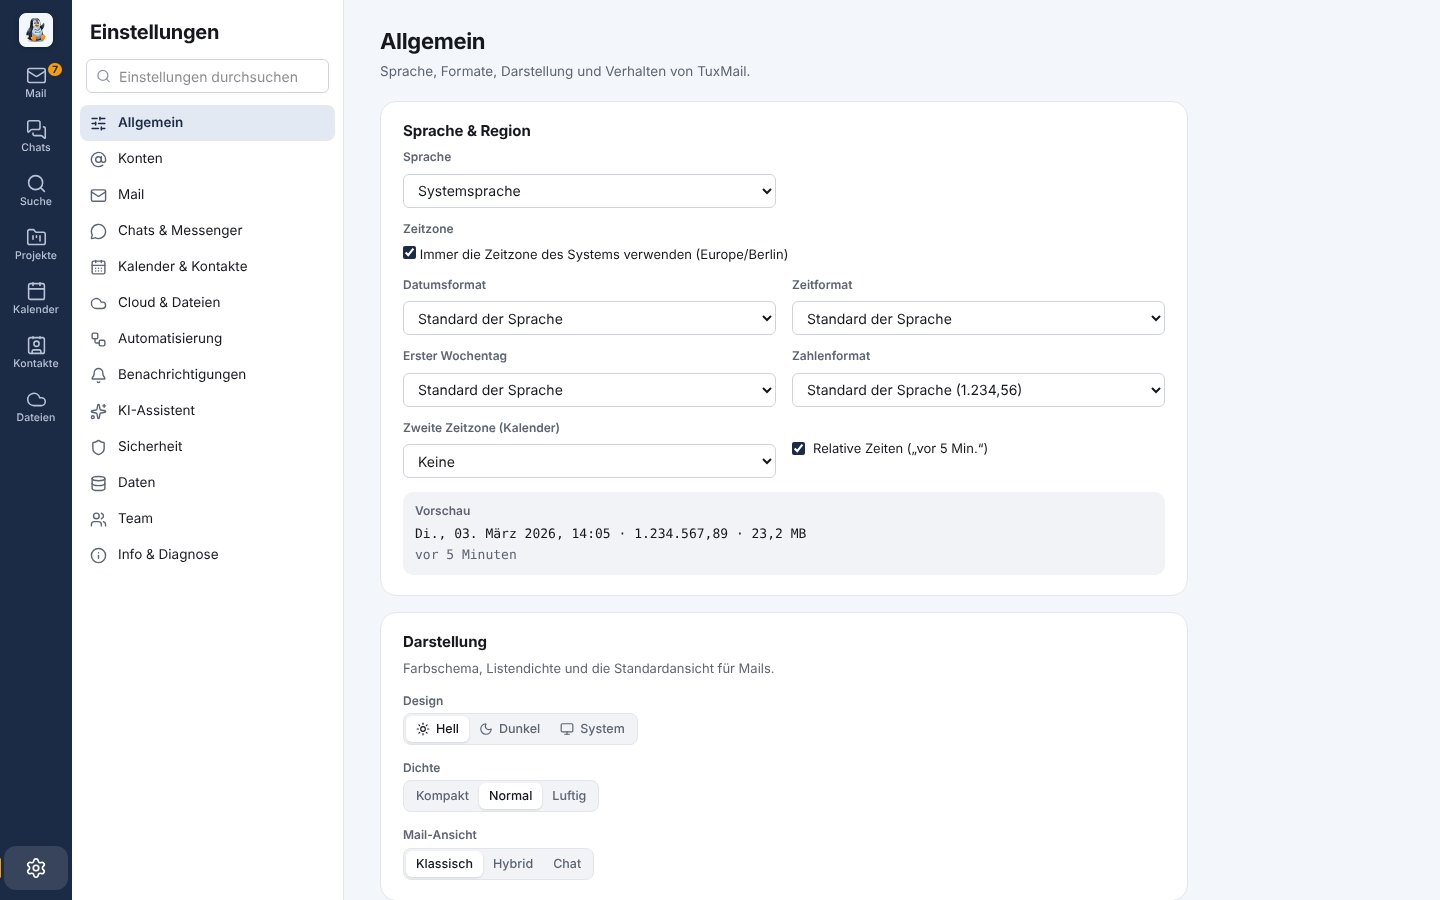 7
Mail
Chats
Suche
Projekte
Kalender
Kontakte
Dateien
Einstellungen
Einstellungen durchsuchen
Allgemein
Konten
Mail
Chats & Messenger
Kalender & Kontakte
Cloud & Dateien
Automatisierung
Benachrichtigungen
KI-Assistent
Sicherheit
Daten
Team
Info & Diagnose
Allgemein
Sprache, Formate, Darstellung und Verhalten von TuxMail.
Sprache & Region
Sprache
Systemsprache
Zeitzone
Immer die Zeitzone des Systems verwenden (Europe/Berlin)
Datumsformat
Zeitformat
Standard der Sprache
Standard der Sprache
Erster Wochentag
Zahlenformat
Standard der Sprache
Standard der Sprache (1.234,56)
Zweite Zeitzone (Kalender)
Keine
Relative Zeiten („vor 5 Min.“)
Vorschau
Di., 03. März 2026, 14:05 · 1.234.567,89 · 23,2 MB
vor 5 Minuten
Darstellung
Farbschema, Listendichte und die Standardansicht für Mails.
Design
Hell Dunkel System
Dichte
Kompakt Normal Luftig
Mail-Ansicht
Klassisch Hybrid Chat